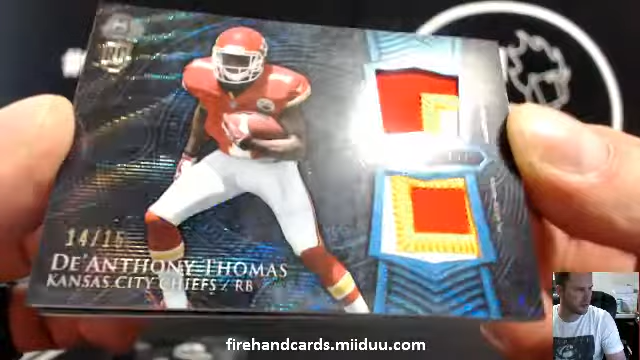 14/15
DE'ANTHONY THOMAS
KANSAS CITY CHIEFS / RB
firehandcards.miiduu.com